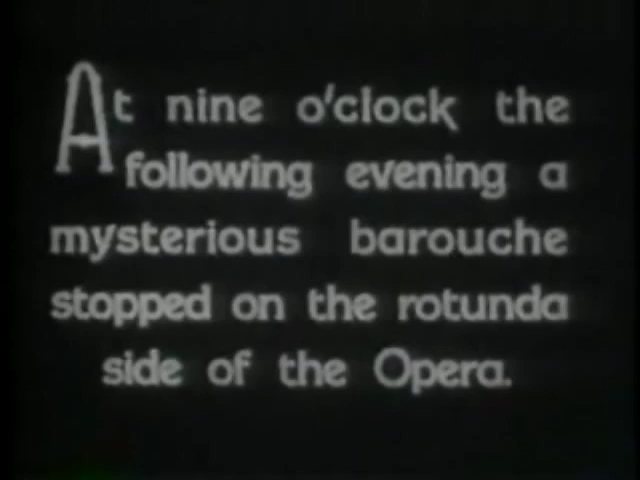 At nine o'clock the
following evening a
mysterious barouche
stopped on the rotunda
side of the Opera.